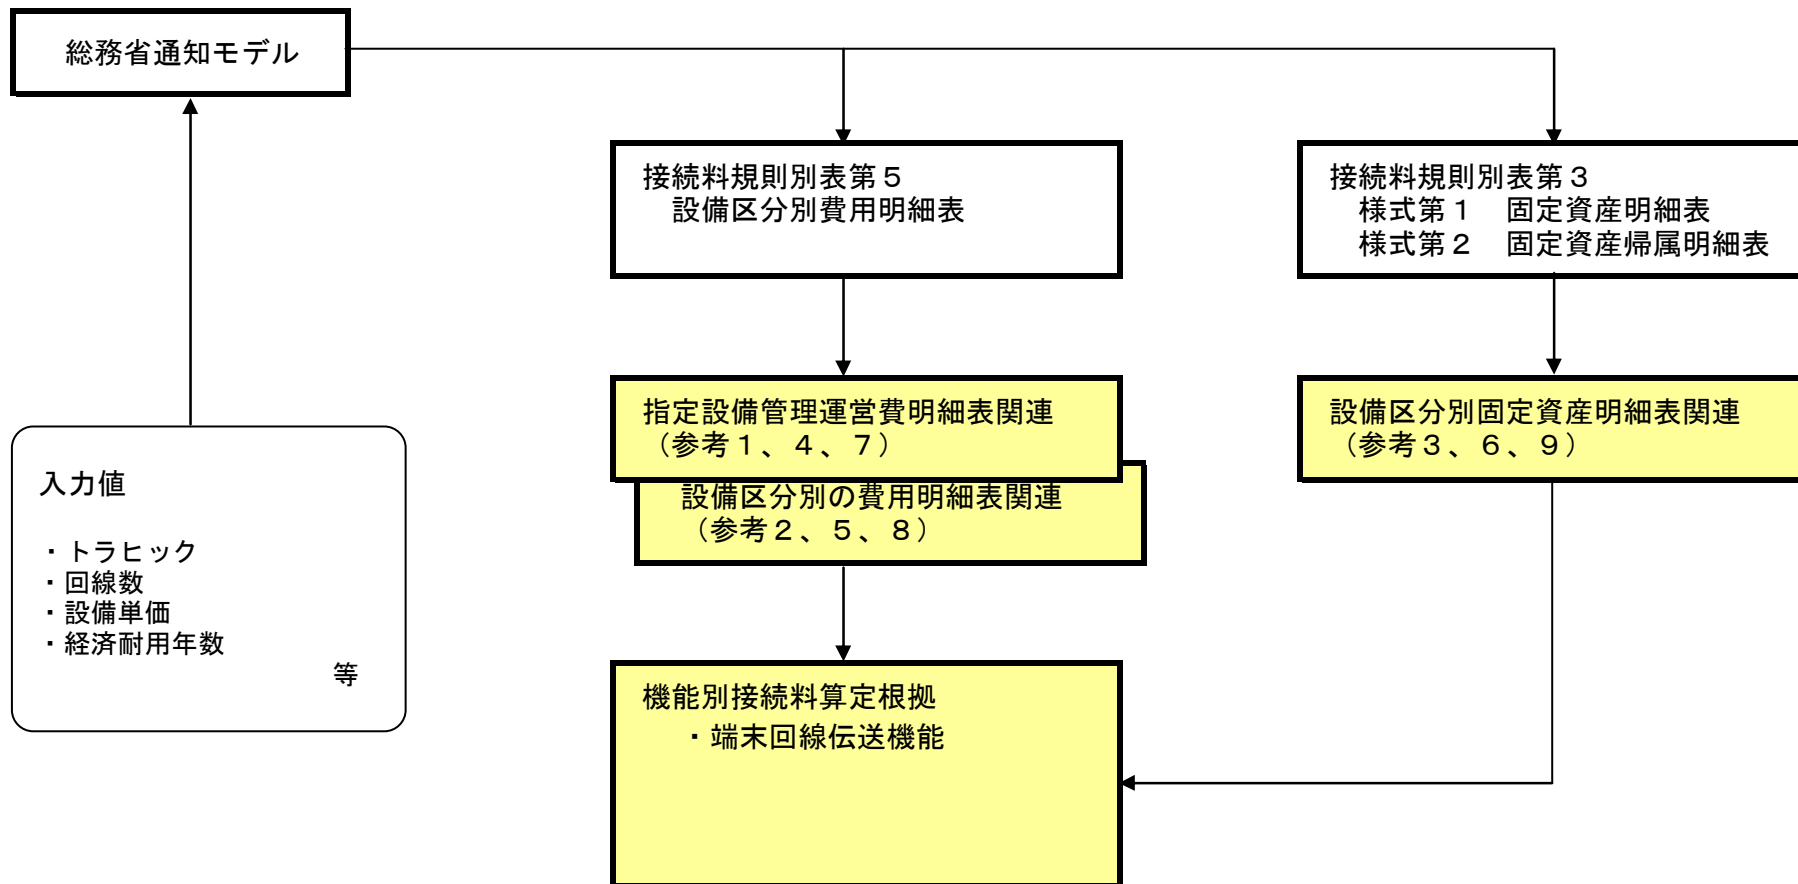 総務省通知モデル
接続料規則別表第５
設備区分別費用明細表
接続料規則別表第３
様式第１　固定資産明細表
様式第２　固定資産帰属明細表
指定設備管理運営費明細表関連
（参考１、４、７）
設備区分別の費用明細表関連
（参考２、５、８）
設備区分別固定資産明細表関連
（参考３、６、９）
入力値
・トラヒック
・回線数
・設備単価
・経済耐用年数
等
機能別接続料算定根拠
・端末回線伝送機能